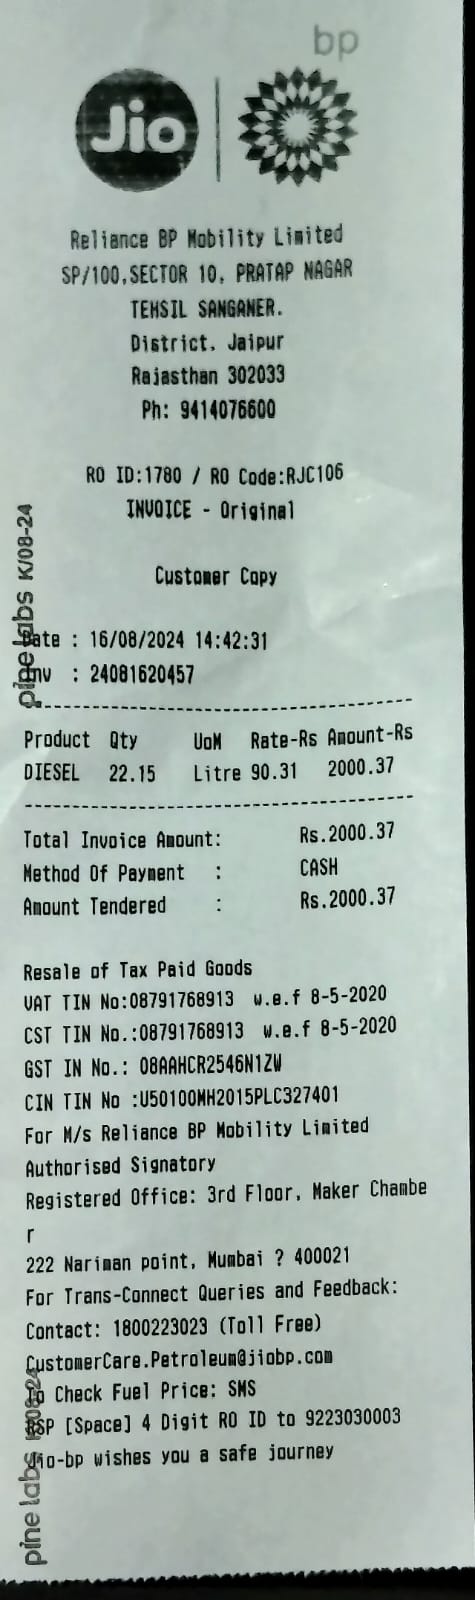 bp
Jio
Reliance BP Mobility Limited
SP/100,SECTOR 10, PRATAP NAGAR
TEHSIL SANGANER.
District, Jaipur
Rajasthan 302033
Ph: 9414076600
RO ID:1780 / RO Code:RJC106
INVOICE - Original
Customer Copy
pine labs K/08-24
Date : 16/08/2024 14:42:31
Inv : 24081620457
Product Qty UoM Rate-Rs Amount-Rs
DIESEL 22.15 Litre 90.31 2000.37
Total Invoice Amount: Rs.2000.37
Method Of Payment : CASH
Amount Tendered : Rs.2000.37
Resale of Tax Paid Goods
VAT TIN No:08791768913 w.e.f 8-5-2020
CST TIN No.:08791768913 w.e.f 8-5-2020
GST IN No.: 08AAHCR2546N1ZW
CIN TIN No :U50100MH2015PLC327401
For M/s Reliance BP Mobility Limited
Authorised Signatory
Registered Office: 3rd Floor, Maker Chambe
r
222 Nariman point, Mumbai ? 400021
For Trans-Connect Queries and Feedback:
Contact: 1800223023 (Toll Free)
CustomerCare.Petroleum@jiobp.com
To Check Fuel Price: SMS
RSP [Space] 4 Digit RO ID to 9223030003
Jio-bp wishes you a safe journey
pine labs K/08-24